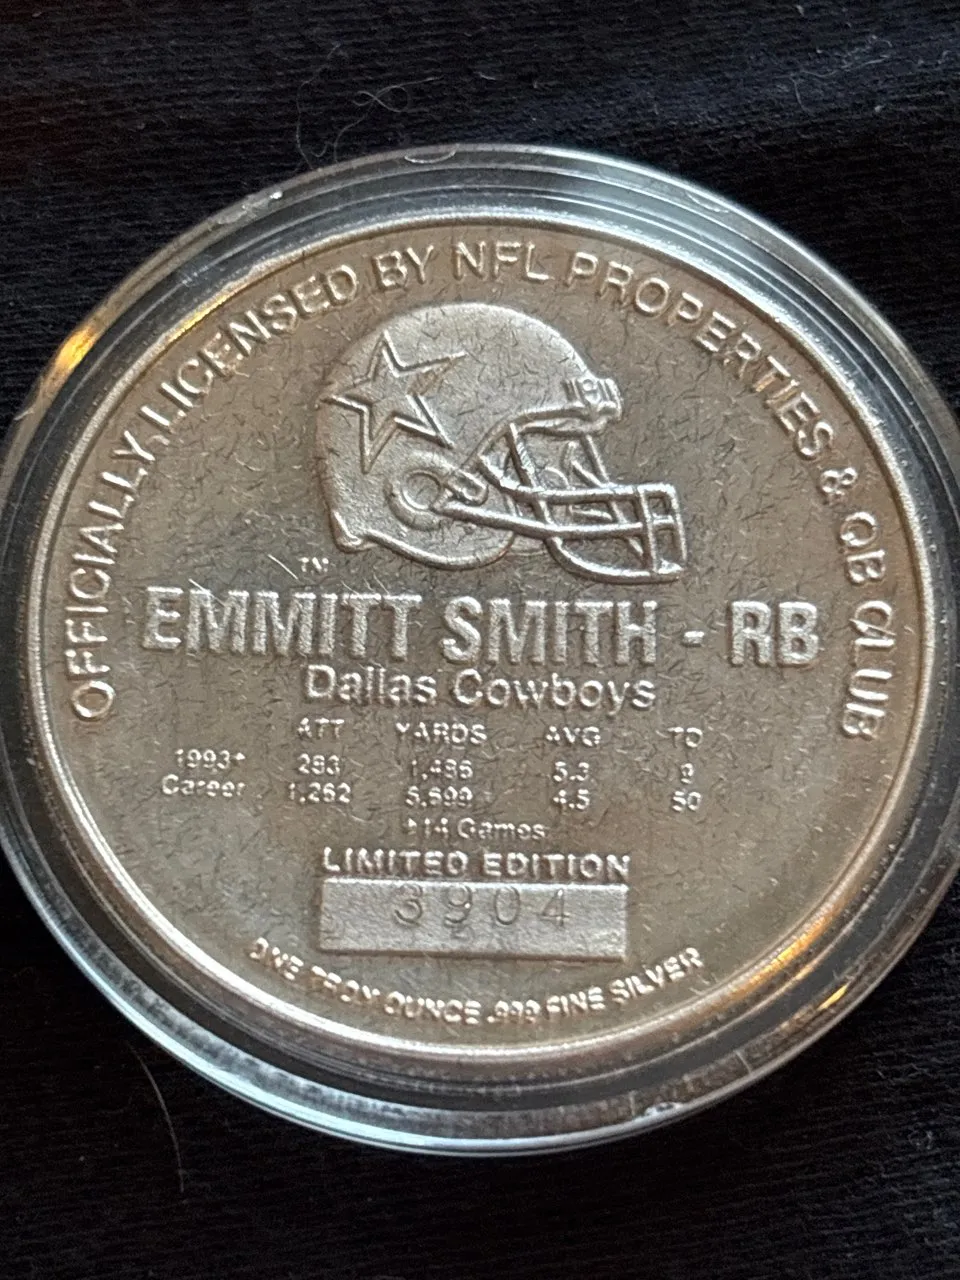 OFFICIALLY LICENSED BY NFL PROPERTIES & QB CLUB
TM
EMMITT SMITH - RB
Dallas Cowboys
ATT YARDS AVG TD
1993* 283 1,486 5.3 9
Career 1,262 5,699 4.5 50
*14 Games
LIMITED EDITION
3904
ONE TROY OUNCE .999 FINE SILVER